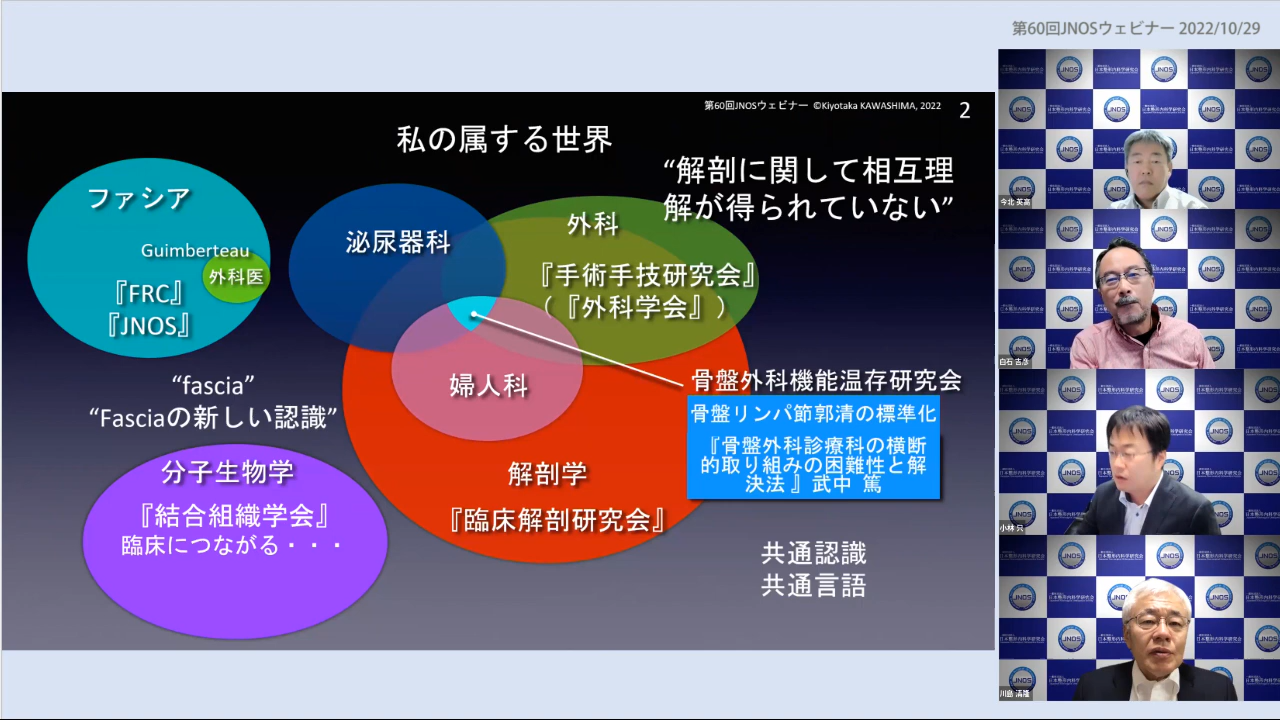 第60回JNOSウェビナー 2022/10/29
第60回JNOSウェビナー ©Kiyotaka KAWASHIMA, 2022
2
私の属する世界
“解剖に関して相互理
解が得られていない”
ファシア
Guimberteau
外科医
『FRC』
『JNOS』
泌尿器科
外科
『手術手技研究会』
（『外科学会』）
婦人科
骨盤外科機能温存研究会
骨盤リンパ節郭清の標準化
『骨盤外科診療科の横断
的取り組みの困難性と解
決法 』武中 篤
“fascia”
“Fasciaの新しい認識”
分子生物学
『結合組織学会』
臨床につながる・・・
解剖学
『臨床解剖研究会』
共通認識
共通言語
今北 英高
白石 吉彦
小林 只
川島 清隆
JNOS